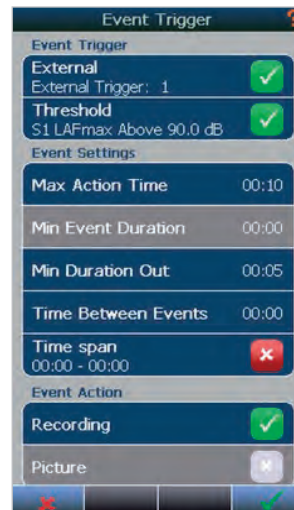 Event Trigger
?
Event Trigger
External
External Trigger: 1
Threshold
S1 LAFmax Above 90.0 dB
Event Settings
Max Action Time 00:10
Min Event Duration 00:00
Min Duration Out 00:05
Time Between Events 00:00
Time span
00:00 - 00:00
Event Action
Recording
Picture